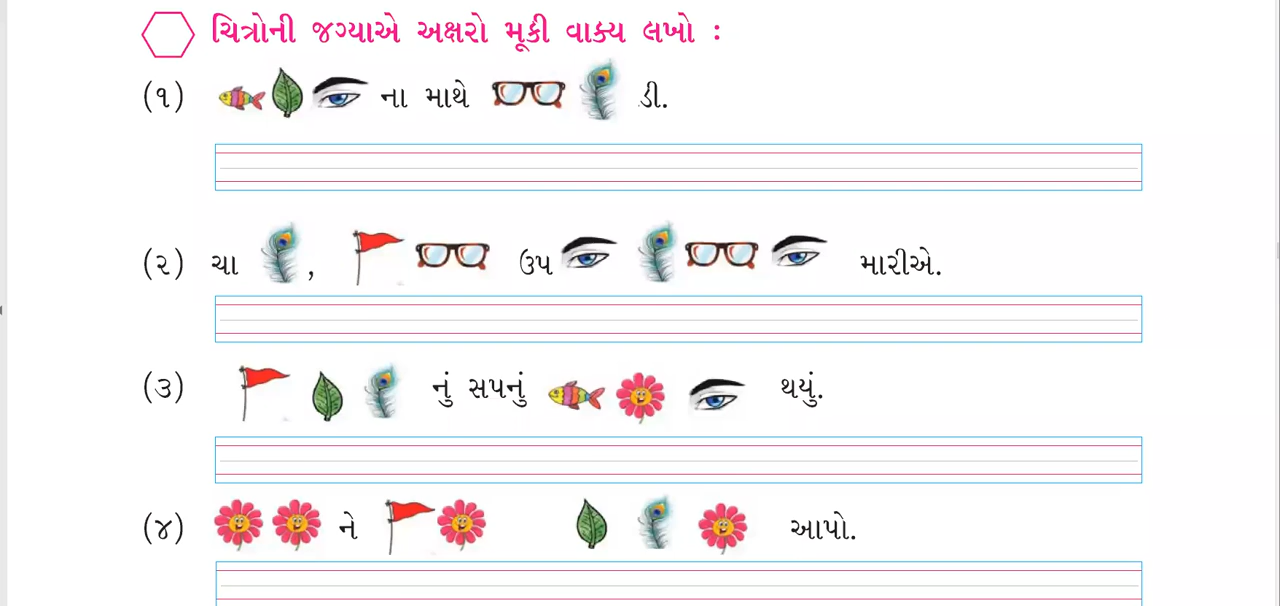 ચિત્રોની જગ્યાએ અક્ષરો મૂકી વાક્ય લખો :
(૧) ના માથે ડી.
(૨) ચા , ઉપ મારીએ.
(૩) નું સપનું થયું.
(૪) ને આપો.